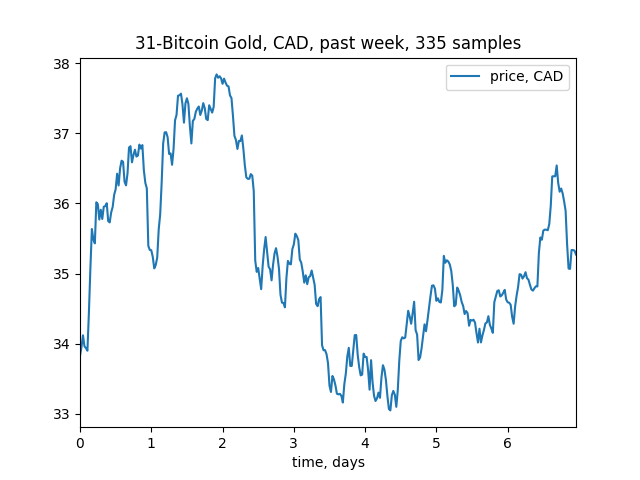 31-Bitcoin Gold, CAD, past week, 335 samples
price, CAD
38
37
36
35
34
33
0 1 2 3 4 5 6
time, days